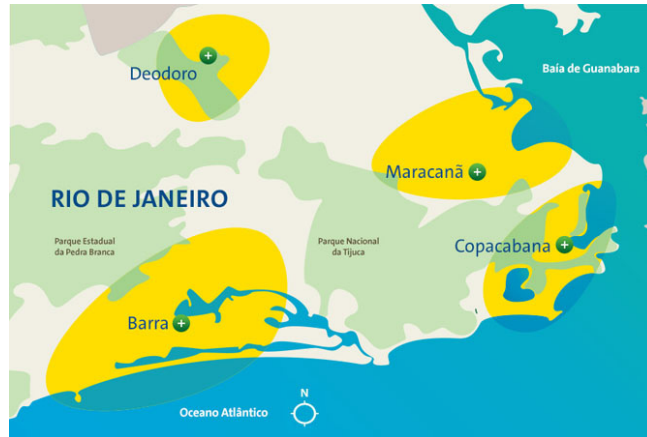 Deodoro
Baía de Guanabara
Maracanã
RIO DE JANEIRO
Parque Estadual
da Pedra Branca
Parque Nacional
da Tijuca
Copacabana
Barra
N
Oceano Atlântico